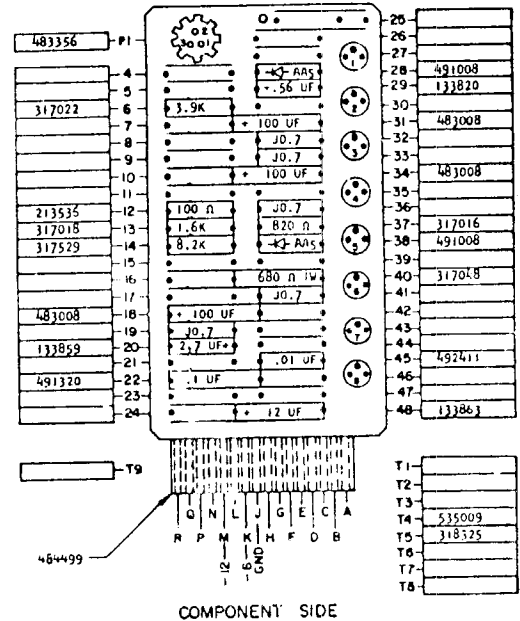 483356 P1
25
26
27
4 AA5 28 491008
5 +.56 UF 29 133820
317022 6 3.9K 30
7 + 100 UF 31 483008
8 J0.7 32
9 J0.7 33
10 + 100 UF 34 483008
11 35
213535 12 100 Ω J0.7 36
317018 13 1.6K 820 Ω 37 317016
317529 14 8.2K AA5 38 491008
15 39
16 680 Ω 1W 40 317048
17 J0.7 41
483008 18 + 100 UF 42
19 J0.7 43
133859 20 2.7 UF+ 44
21 .01 UF 45 492411
491320 22 .1 UF 46
23 47
24 + 12 UF 48 133863
1
2
3
4
5
6
7
8
T9
T1
T2
T3
T4 535009
T5 318325
T6
T7
T8
R Q P N M L K J H G F E D C B A
-12 -6 GND
484499
COMPONENT SIDE